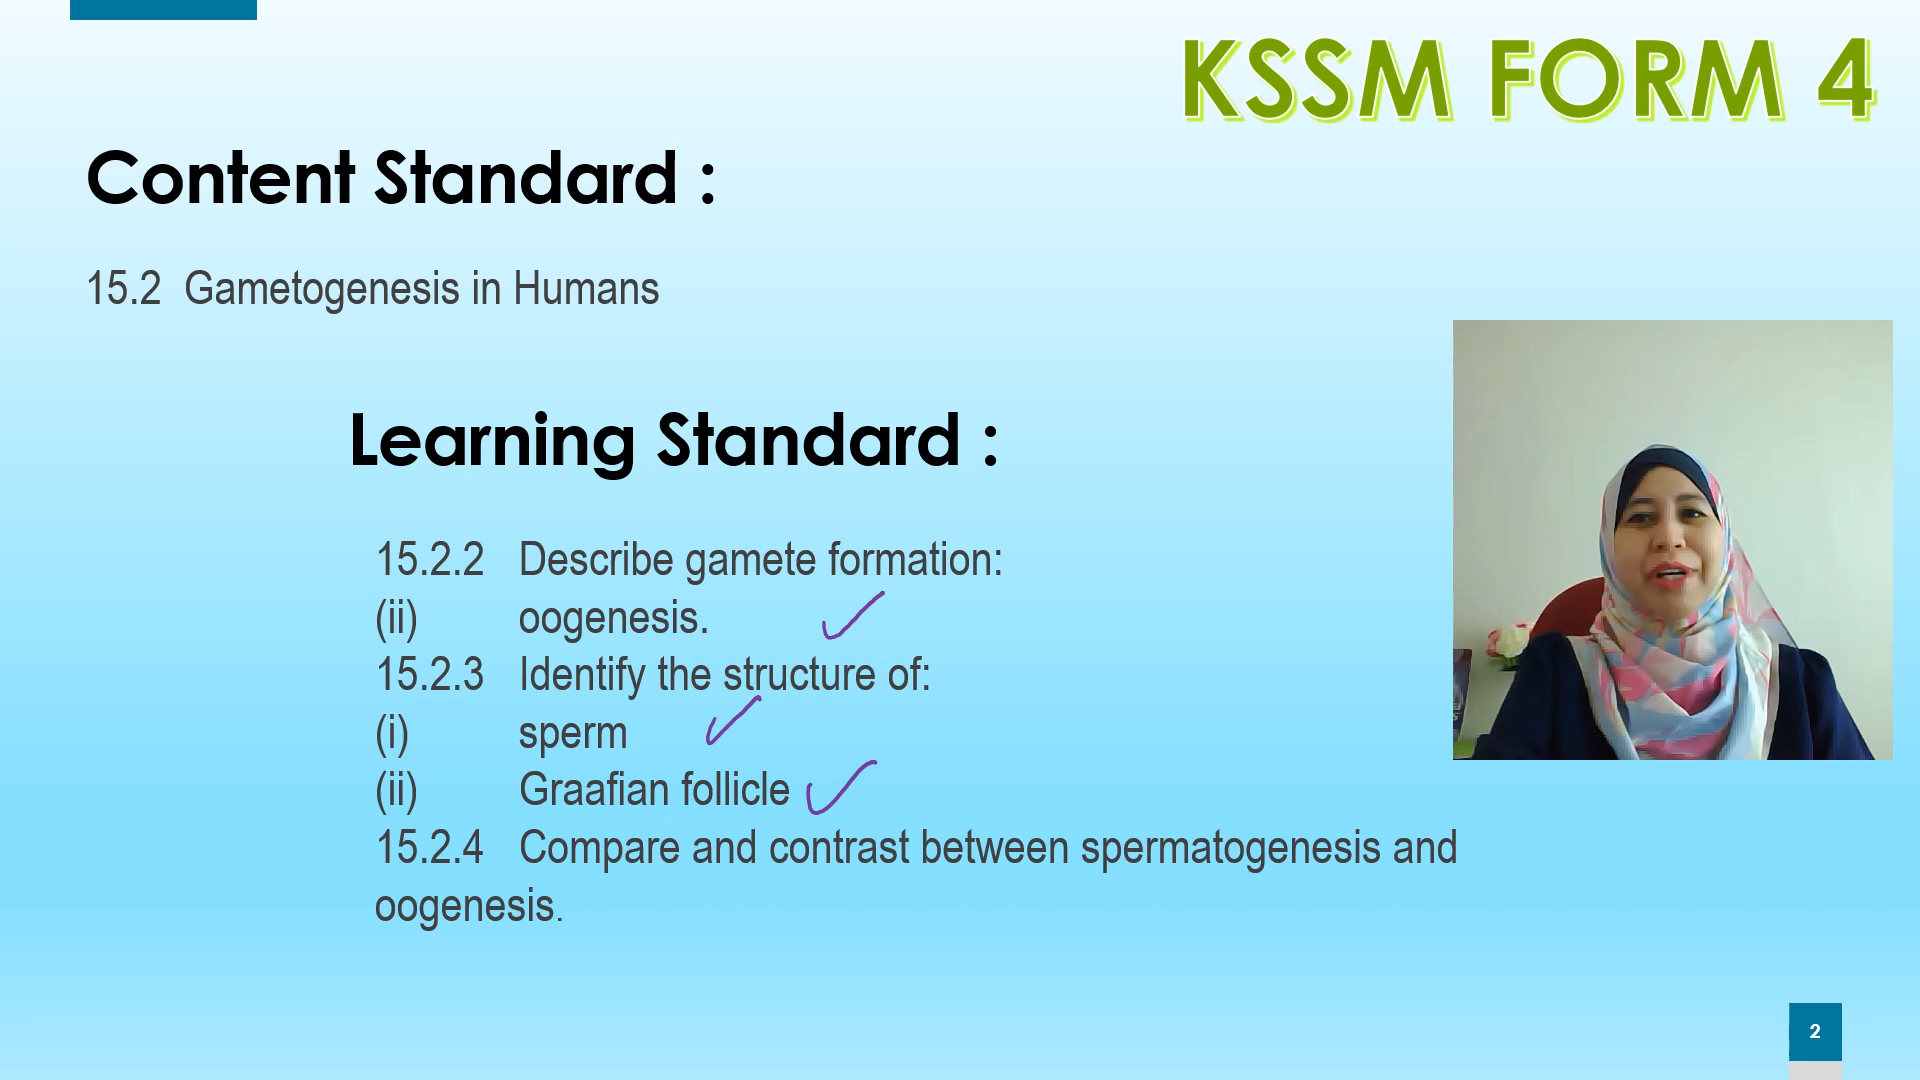 KSSM FORM 4
Content Standard :
15.2 Gametogenesis in Humans
Learning Standard :
15.2.2 Describe gamete formation:
(ii) oogenesis.
15.2.3 Identify the structure of:
(i) sperm
(ii) Graafian follicle
15.2.4 Compare and contrast between spermatogenesis and
oogenesis.
2